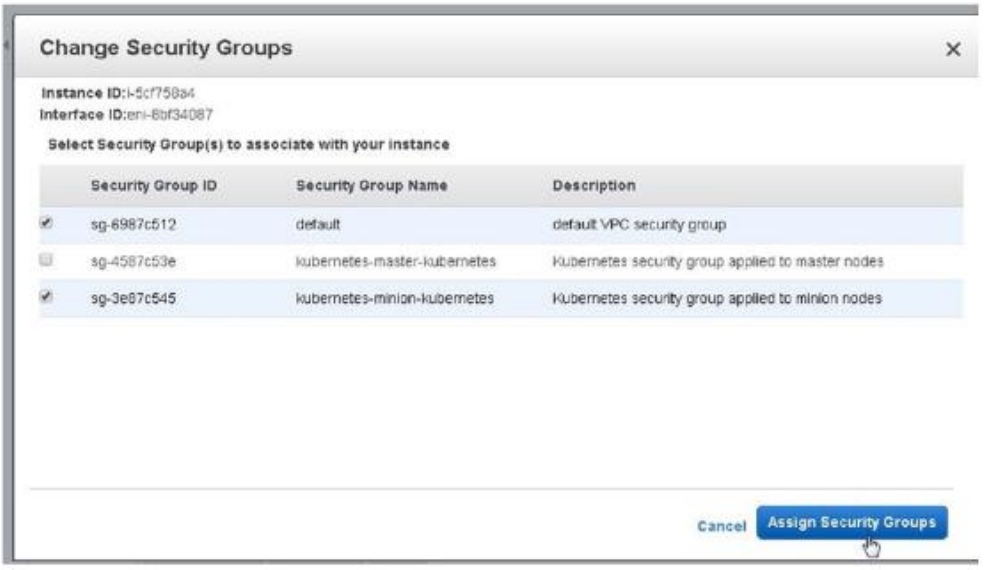 Change Security Groups
Instance ID:i-5cf758a4
Interface ID:eni-8bf34087
Select Security Group(s) to associate with your instance
Security Group ID Security Group Name Description
sg-6987c512 default default VPC security group
sg-4587c53e kubernetes-master-kubernetes Kubernetes security group applied to master nodes
sg-3e87c545 kubernetes-minion-kubernetes Kubernetes security group applied to minion nodes
Cancel Assign Security Groups